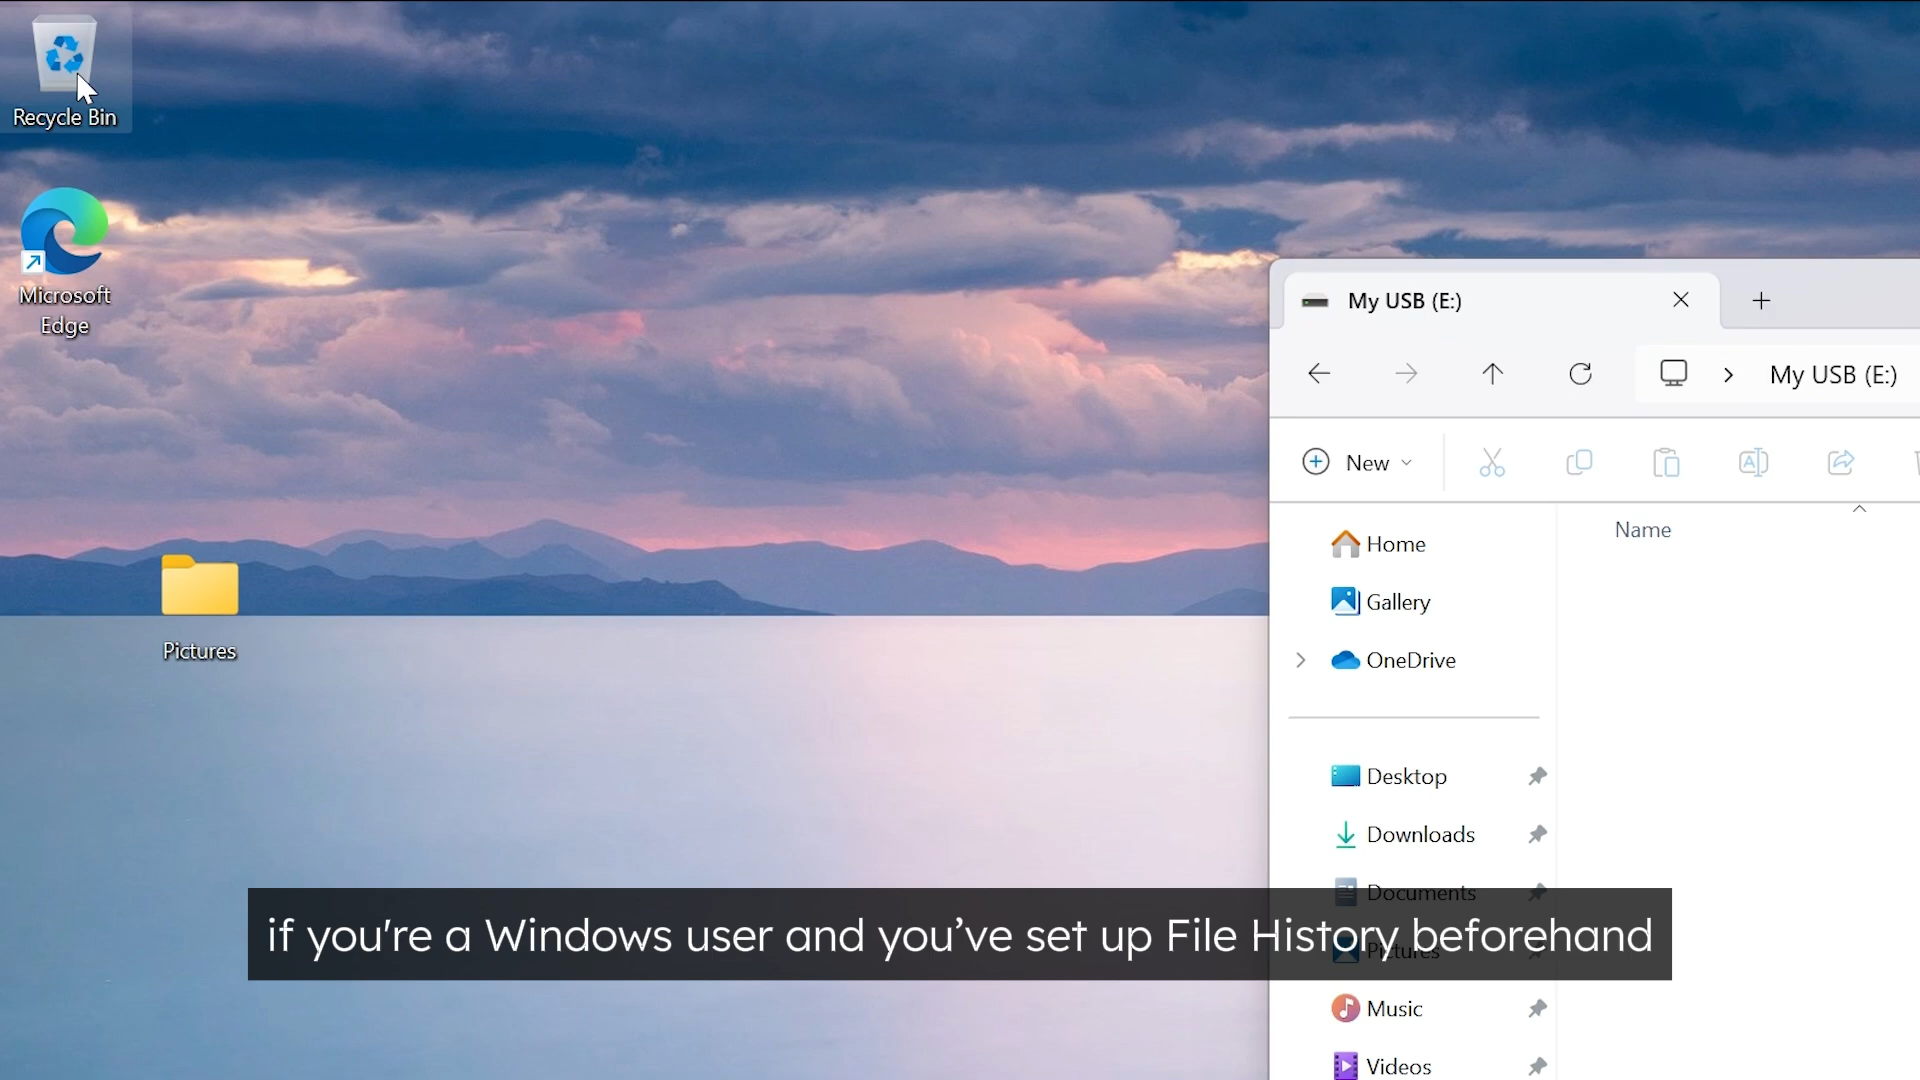 Recycle Bin
Microsoft
Edge
Pictures
My USB (E:)
My USB (E:)
New
Name
Home
Gallery
OneDrive
Desktop
Downloads
Documents
Pictures
Music
Videos
if you're a Windows user and you’ve set up File History beforehand